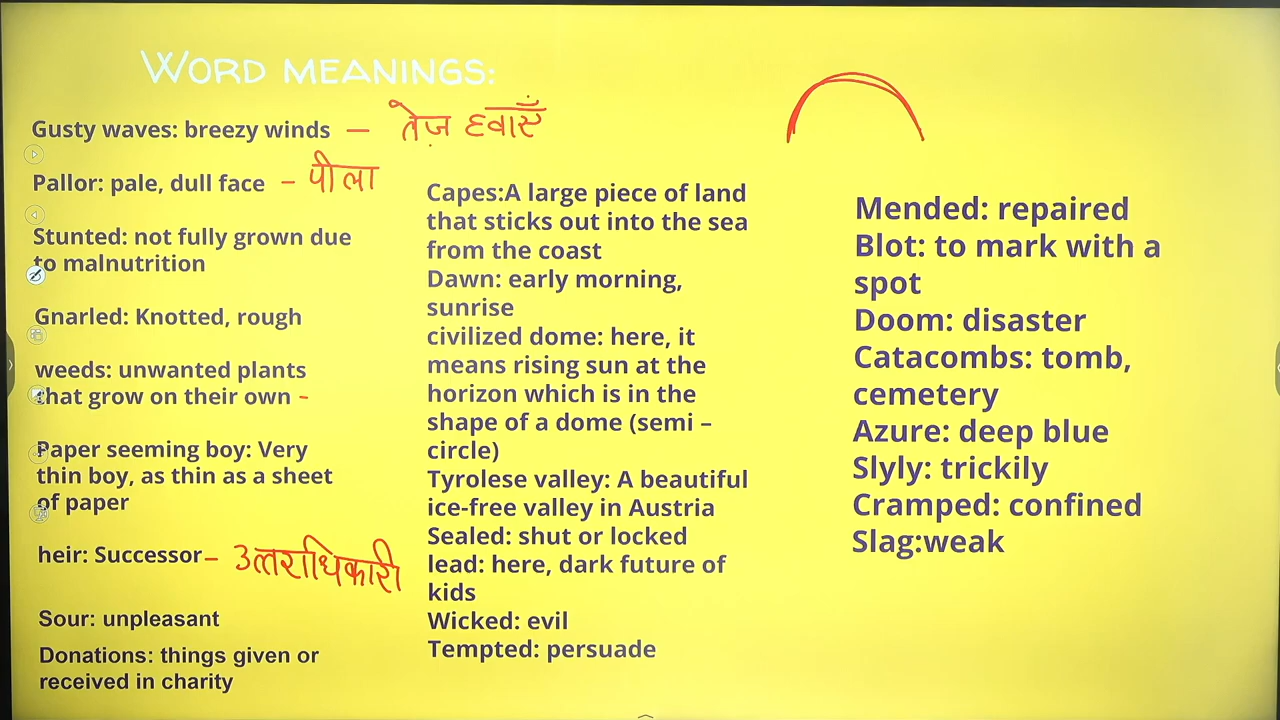 WORD MEANINGS:
Gusty waves: breezy winds – तेज़ हवाएँ
Pallor: pale, dull face – पीला
Stunted: not fully grown due
to malnutrition
Gnarled: Knotted, rough
weeds: unwanted plants
that grow on their own -
Paper seeming boy: Very
thin boy, as thin as a sheet
of paper
heir: Successor – उत्तराधिकारी
Sour: unpleasant
Donations: things given or
received in charity
Capes:A large piece of land
that sticks out into the sea
from the coast
Dawn: early morning,
sunrise
civilized dome: here, it
means rising sun at the
horizon which is in the
shape of a dome (semi –
circle)
Tyrolese valley: A beautiful
ice-free valley in Austria
Sealed: shut or locked
lead: here, dark future of
kids
Wicked: evil
Tempted: persuade
Mended: repaired
Blot: to mark with a
spot
Doom: disaster
Catacombs: tomb,
cemetery
Azure: deep blue
Slyly: trickily
Cramped: confined
Slag:weak